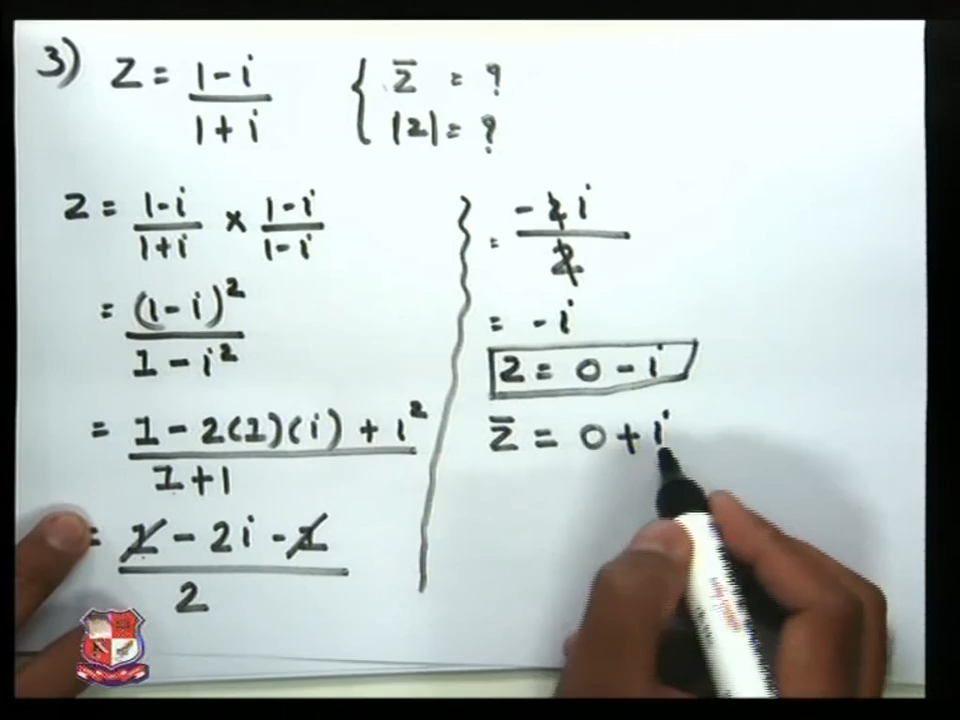 3) Z = 1-i / 1+i { z̄ = ?
|z| = ?
Z = 1-i / 1+i × 1-i / 1-i
= (1-i)² / 1-i²
= 1-2(1)(i)+i² / 1+1
= 1-2i-1 / 2
= -2i / 2
= -i
Z = 0-i
z̄ = 0+i